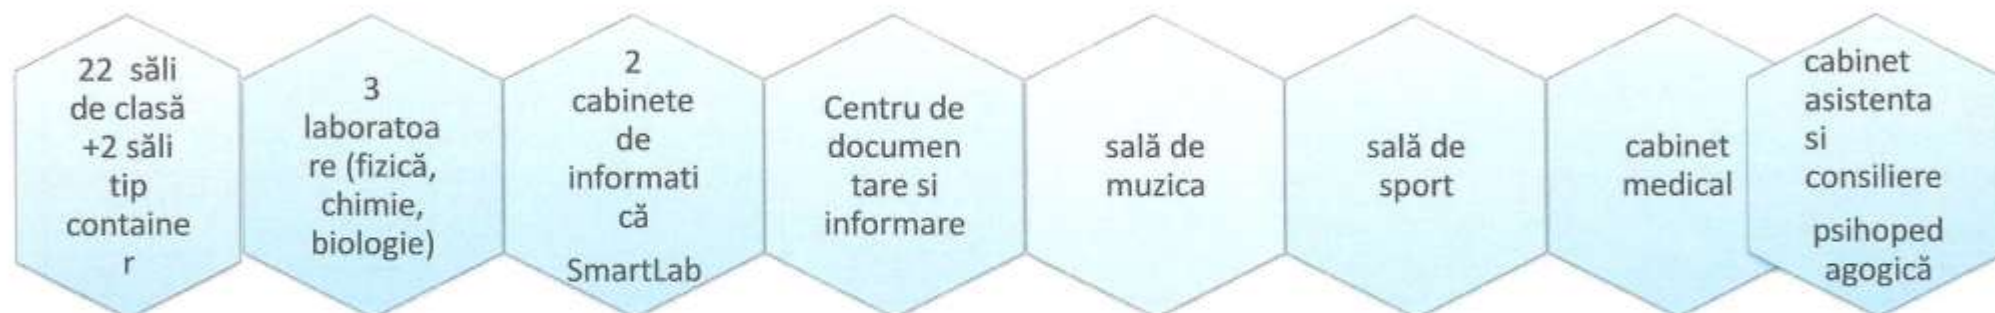 22 săli
de clasă
+2 săli
tip
containe
r
3
laboratoa
re (fizică,
chimie,
biologie)
2
cabinete
de
informati
că
SmartLab
Centru de
documen
tare si
informare
sală de
muzica
sală de
sport
cabinet
medical
cabinet
asistenta
si
consiliere
psihoped
agogică